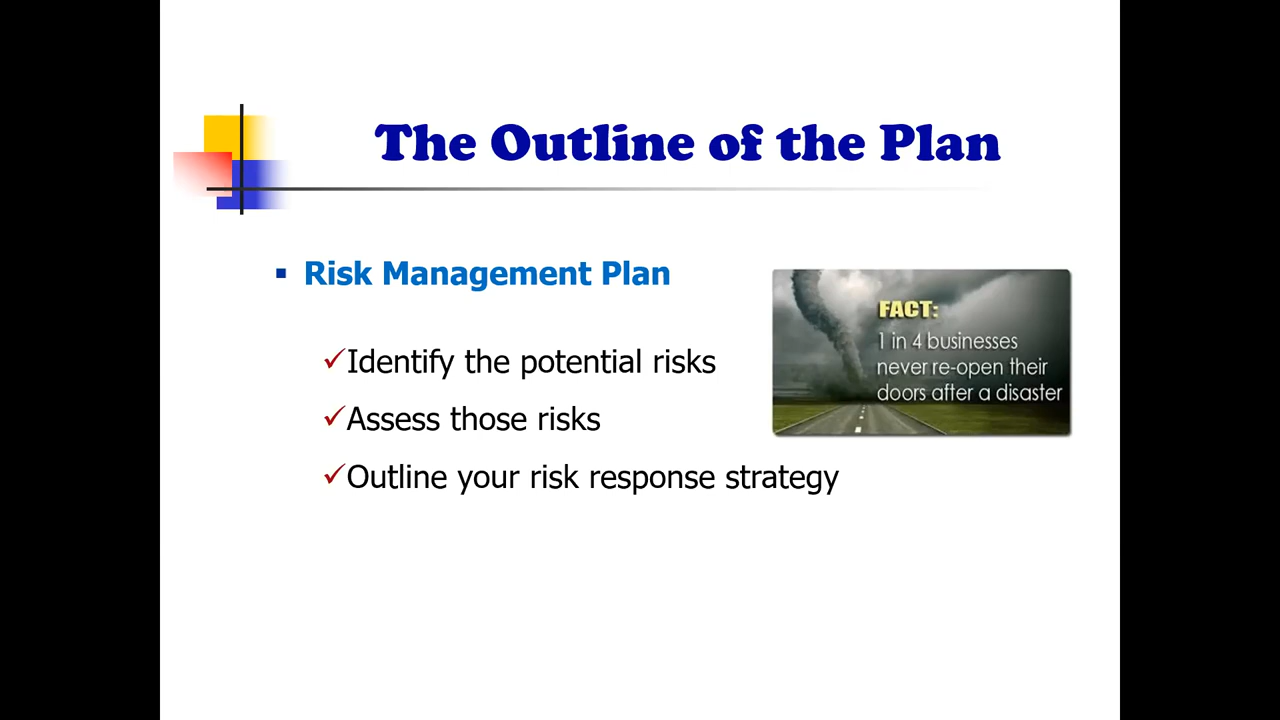 The Outline of the Plan
Risk Management Plan
Identify the potential risks
Assess those risks
Outline your risk response strategy
FACT:
1 in 4 businesses
never re-open their
doors after a disaster